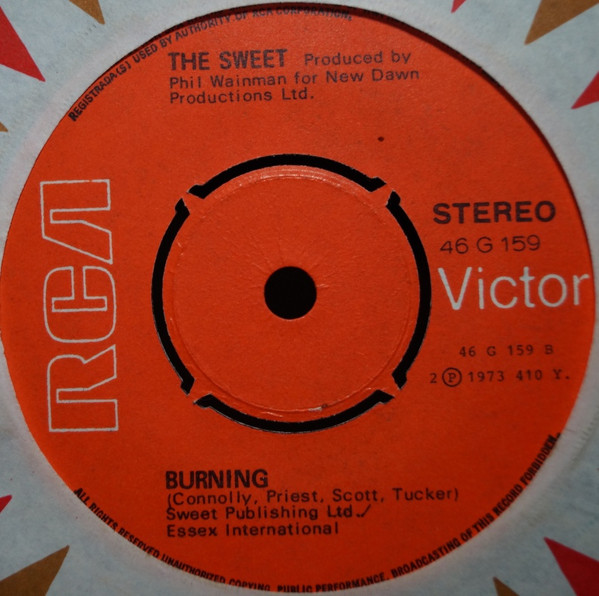 REGISTRADA(S) USED BY AUTHORITY OF RCA CORPORATION
THE SWEET Produced by
Phil Wainman for New Dawn
Productions Ltd.
RCA
STEREO
46 G 159
Victor
46 G 159 B
2 Ⓟ 1973 410 Y.
BURNING
(Connolly, Priest, Scott, Tucker)
Sweet Publishing Ltd./
Essex International
ALL RIGHTS RESERVED UNAUTHORIZED COPYING, PUBLIC PERFORMANCE, BROADCASTING OF THIS RECORD FORBIDDEN.